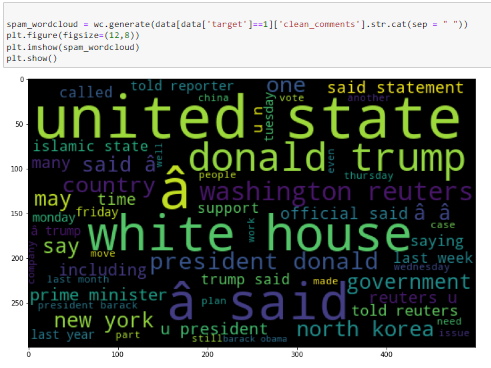 spam_wordcloud = wc.generate(data[data['target']==1]['clean_comments'].str.cat(sep = " "))
plt.figure(figsize=(12,8))
plt.imshow(spam_wordcloud)
plt.show()
0
50
100
150
200
250
0
100
200
300
400
called
told reporter
china
one
vote
another
said statement
united state
islamic state
u n
tuesday
many
said â
well
â
donald trump
even
country
people
thursday
washington reuters
may
time
support
official said
â â
monday
friday
work
case
â trump
white house
saying
say
move
last week
company
including
president donald
wednesday
last month
trump said
made
government
prime minister
â said
reuters u
president barack
plan
told reuters
new york
u president
north korea
need
last year
part
still
barack obama
issue